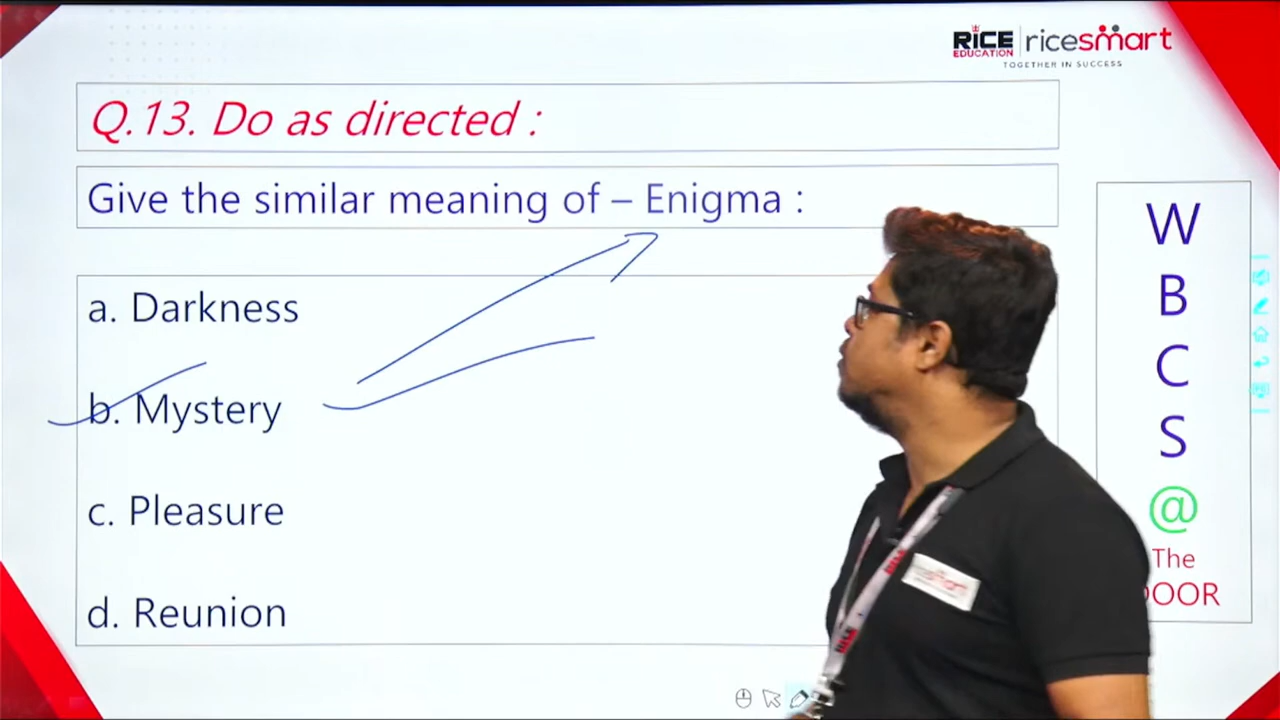 RICE
EDUCATION
ricesmart
TOGETHER IN SUCCESS
Q.13. Do as directed :
Give the similar meaning of – Enigma :
a. Darkness
b. Mystery
c. Pleasure
d. Reunion
W
B
C
S
@
The
DOOR